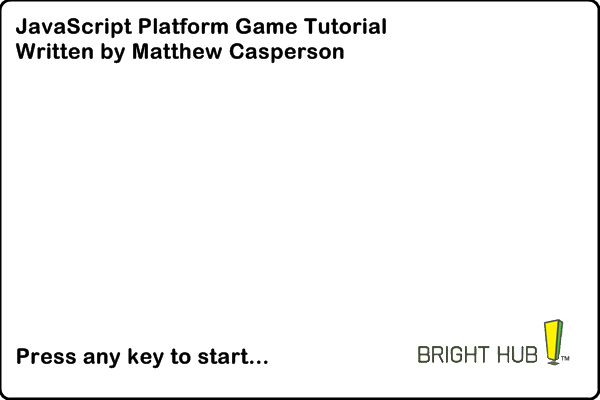 JavaScript Platform Game Tutorial
Written by Matthew Casperson
Press any key to start...
BRIGHT HUB
TM